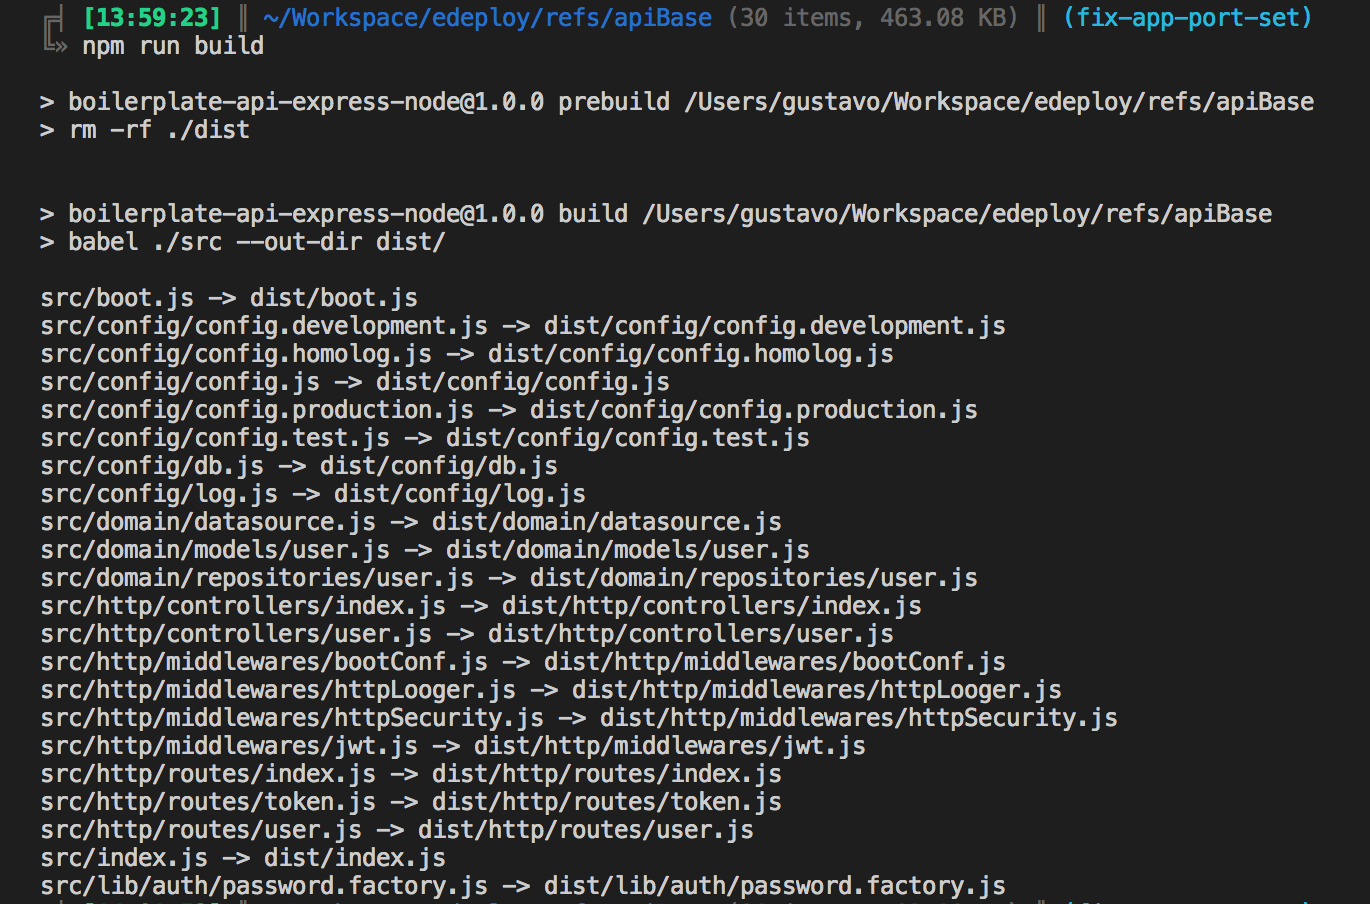 [13:59:23] ║ ~/Workspace/edeploy/refs/apiBase (30 items, 463.08 KB) ║ (fix-app-port-set)
» npm run build
> boilerplate-api-express-node@1.0.0 prebuild /Users/gustavo/Workspace/edeploy/refs/apiBase
> rm -rf ./dist
> boilerplate-api-express-node@1.0.0 build /Users/gustavo/Workspace/edeploy/refs/apiBase
> babel ./src --out-dir dist/
src/boot.js -> dist/boot.js
src/config/config.development.js -> dist/config/config.development.js
src/config/config.homolog.js -> dist/config/config.homolog.js
src/config/config.js -> dist/config/config.js
src/config/config.production.js -> dist/config/config.production.js
src/config/config.test.js -> dist/config/config.test.js
src/config/db.js -> dist/config/db.js
src/config/log.js -> dist/config/log.js
src/domain/datasource.js -> dist/domain/datasource.js
src/domain/models/user.js -> dist/domain/models/user.js
src/domain/repositories/user.js -> dist/domain/repositories/user.js
src/http/controllers/index.js -> dist/http/controllers/index.js
src/http/controllers/user.js -> dist/http/controllers/user.js
src/http/middlewares/bootConf.js -> dist/http/middlewares/bootConf.js
src/http/middlewares/httpLooger.js -> dist/http/middlewares/httpLooger.js
src/http/middlewares/httpSecurity.js -> dist/http/middlewares/httpSecurity.js
src/http/middlewares/jwt.js -> dist/http/middlewares/jwt.js
src/http/routes/index.js -> dist/http/routes/index.js
src/http/routes/token.js -> dist/http/routes/token.js
src/http/routes/user.js -> dist/http/routes/user.js
src/index.js -> dist/index.js
src/lib/auth/password.factory.js -> dist/lib/auth/password.factory.js